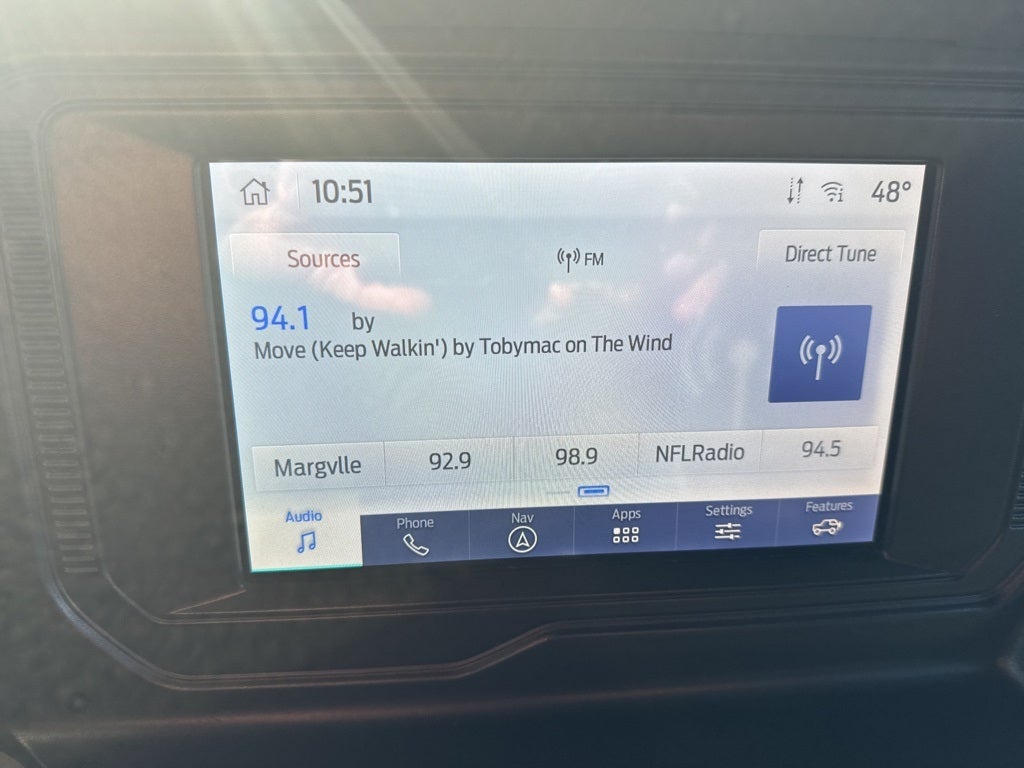 10:51 48°
Sources FM Direct Tune
94.1 by
Move (Keep Walkin') by Tobymac on The Wind
Margvlle 92.9 98.9 NFLRadio 94.5
Audio Phone Nav Apps Settings Features